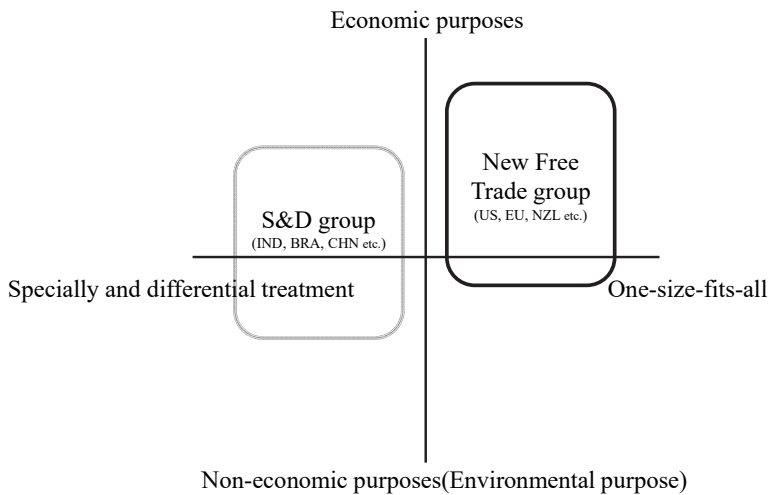 Economic purposes
New Free
Trade group
(US, EU, NZL etc.)
S&D group
(IND, BRA, CHN etc.)
Specially and differential treatment
One-size-fits-all
Non-economic purposes(Environmental purpose)